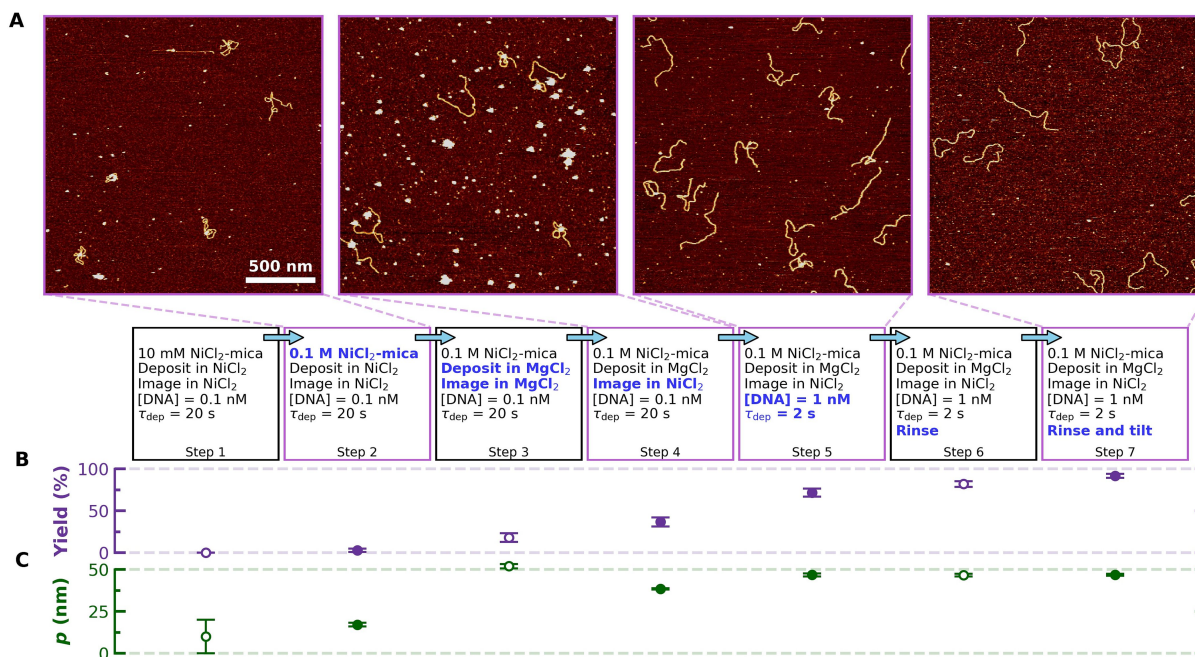 A
500 nm
10 mM NiCl₂-mica
Deposit in NiCl₂
Image in NiCl₂
[DNA] = 0.1 nM
τdep = 20 s
Step 1
0.1 M NiCl₂-mica
Deposit in NiCl₂
Image in NiCl₂
[DNA] = 0.1 nM
τdep = 20 s
Step 2
0.1 M NiCl₂-mica
Deposit in MgCl₂
Image in MgCl₂
[DNA] = 0.1 nM
τdep = 20 s
Step 3
0.1 M NiCl₂-mica
Deposit in MgCl₂
Image in NiCl₂
[DNA] = 0.1 nM
τdep = 20 s
Step 4
0.1 M NiCl₂-mica
Deposit in MgCl₂
Image in NiCl₂
[DNA] = 1 nM
τdep = 2 s
Step 5
0.1 M NiCl₂-mica
Deposit in MgCl₂
Image in NiCl₂
[DNA] = 1 nM
τdep = 2 s
Rinse
Step 6
0.1 M NiCl₂-mica
Deposit in MgCl₂
Image in NiCl₂
[DNA] = 1 nM
τdep = 2 s
Rinse and tilt
Step 7
B
Yield (%)
100
50
0
C
p (nm)
50
25
0